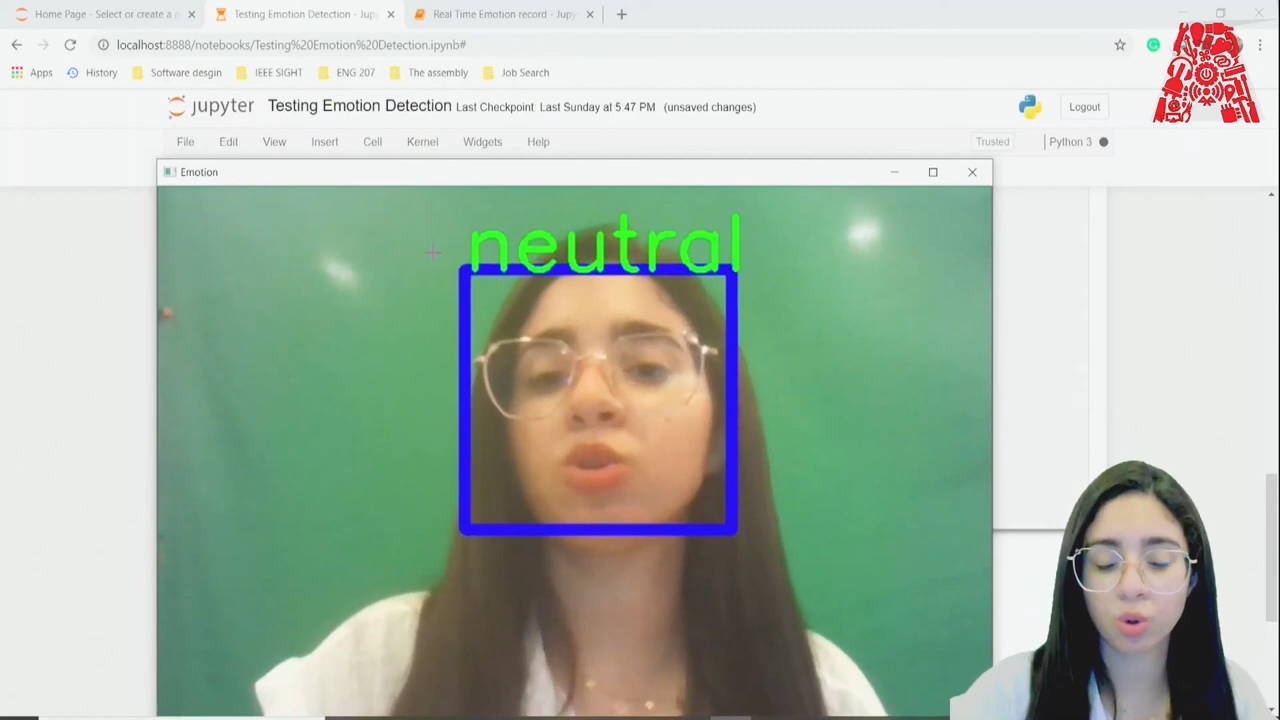 Home Page - Select or create a n
Testing Emotion Detection - Jup
Real Time Emotion record - Jupy
localhost:8888/notebooks/Testing%20Emotion%20Detection.ipynb#
Apps History Software desgin IEEE SIGHT ENG 207 The assembly Job Search
jupyter Testing Emotion Detection Last Checkpoint Last Sunday at 5:47 PM (unsaved changes) Logout
File Edit View Insert Cell Kernel Widgets Help Trusted Python 3
Emotion
neutral